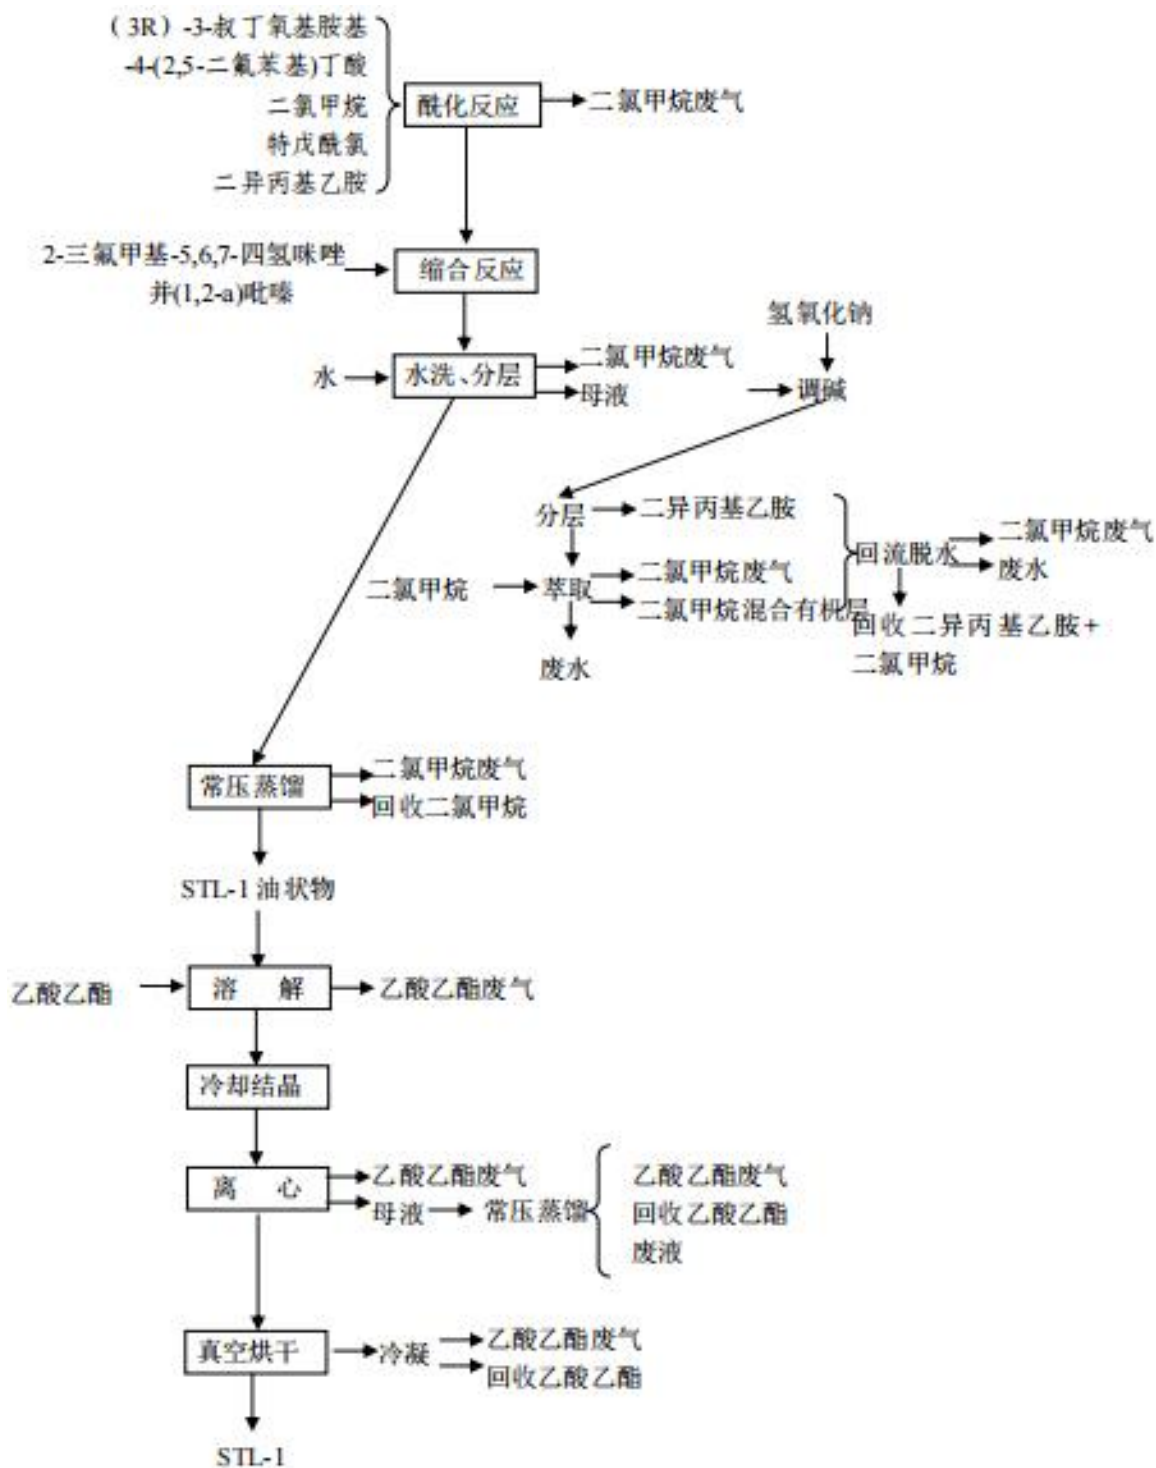 （3R）-3-叔丁氧基胺基
-4-(2,5-二氟苯基)丁酸
二氯甲烷
特戊酰氯
二异丙基乙胺
酰化反应
二氯甲烷废气
2-三氟甲基-5,6,7-四氢咪唑
并(1,2-a)吡嗪
缩合反应
氢氧化钠
水
水洗、分层
二氯甲烷废气
母液
调碱
分层
二异丙基乙胺
二氯甲烷
萃取
二氯甲烷废气
二氯甲烷混合有机层
废水
回流脱水
二氯甲烷废气
废水
回收二异丙基乙胺+
二氯甲烷
常压蒸馏
二氯甲烷废气
回收二氯甲烷
STL-1油状物
乙酸乙酯
溶 解
乙酸乙酯废气
冷却结晶
离 心
乙酸乙酯废气
母液
常压蒸馏
乙酸乙酯废气
回收乙酸乙酯
废液
真空烘干
冷凝
乙酸乙酯废气
回收乙酸乙酯
STL-1